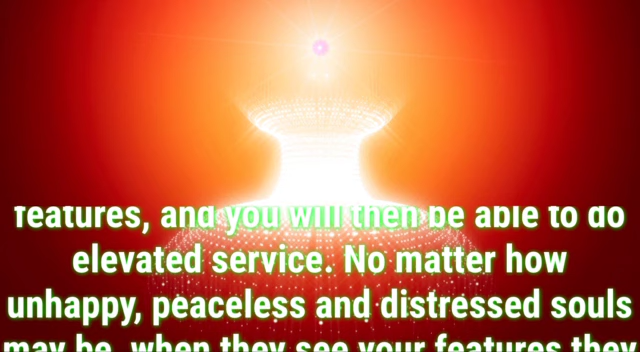 features, and you will then be able to do
elevated service. No matter how
unhappy, peaceless and distressed souls
may be, when they see your features they